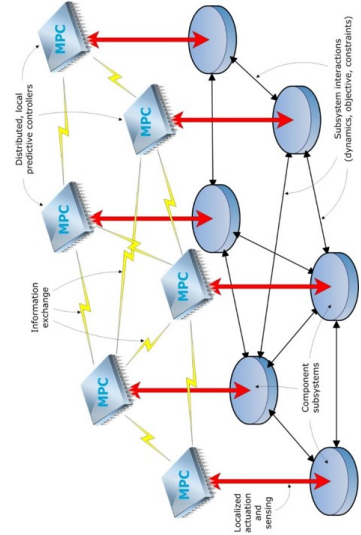 Distributed, local
predictive controllers
Information
exchange
MPC
MPC
MPC
MPC
MPC
MPC
Localized
actuation
and
sensing
Component
subsystems
Subsystem interactions
(dynamics, objective, constraints)